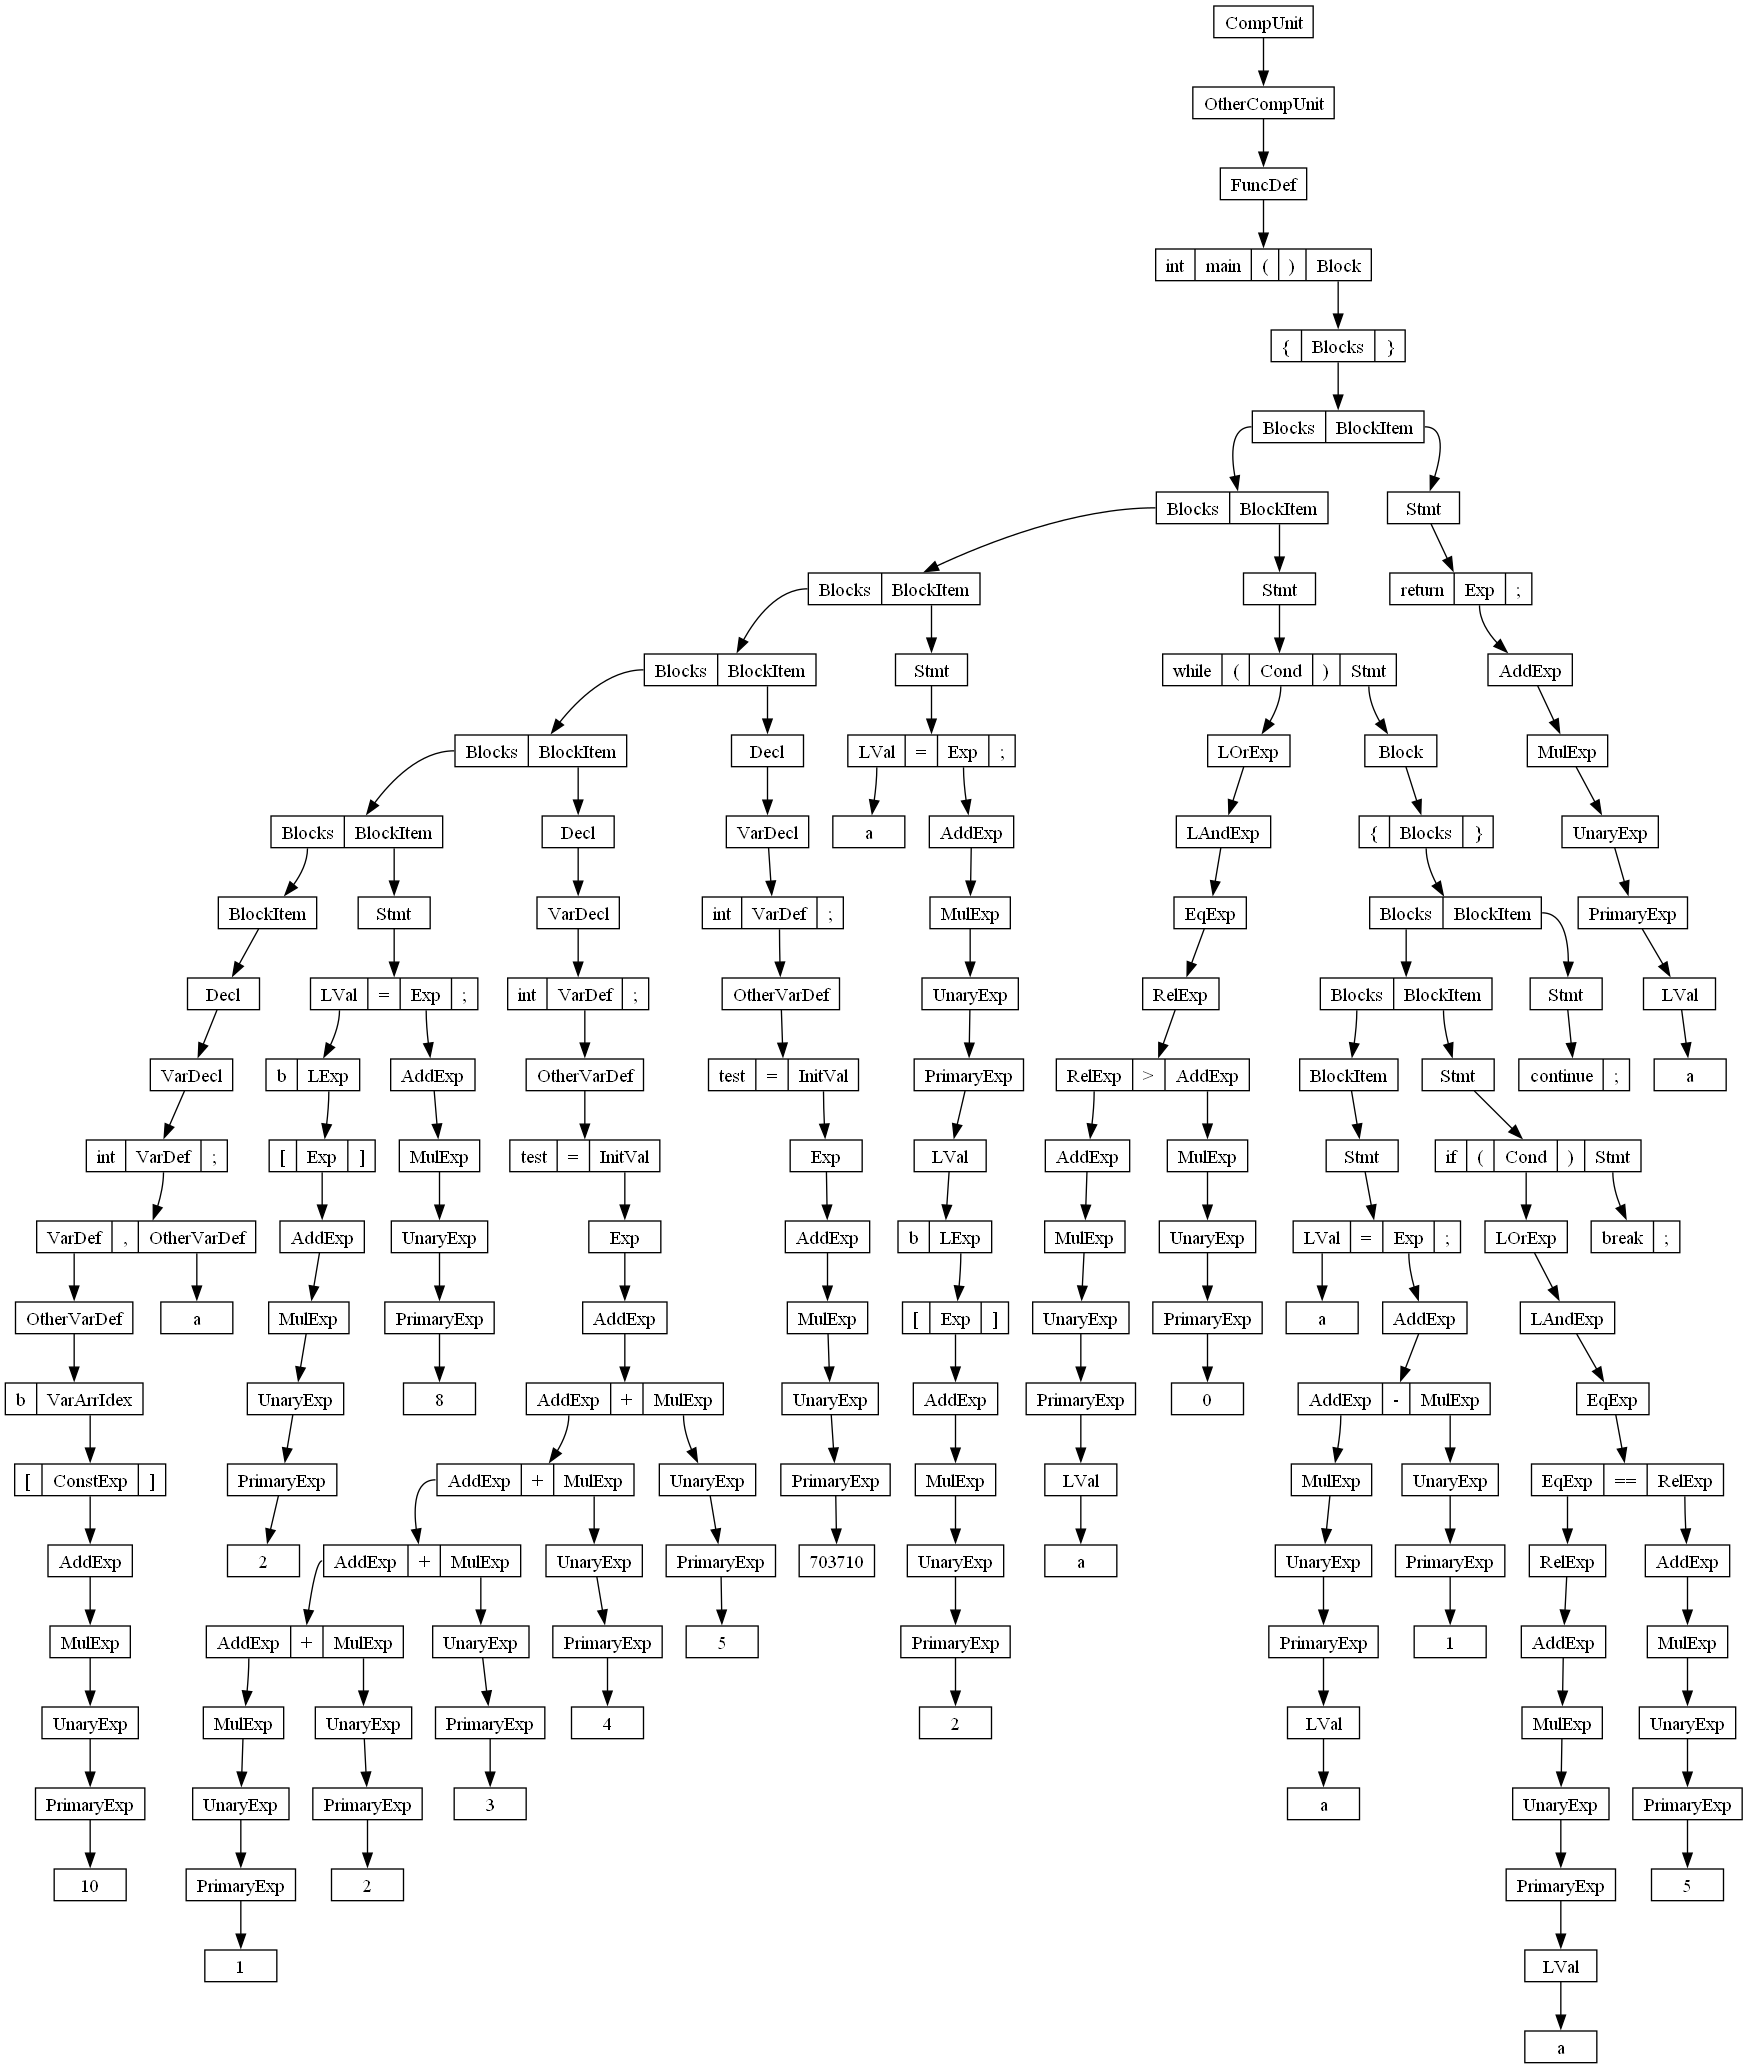 CompUnit
OtherCompUnit
FuncDef
int main ( ) Block
{ Blocks }
Blocks BlockItem
Blocks BlockItem Stmt
Blocks BlockItem Stmt return Exp ;
Blocks BlockItem Stmt while ( Cond ) Stmt AddExp
Blocks BlockItem Decl LVal = Exp ; LOrExp Block MulExp
Blocks BlockItem Decl VarDecl a AddExp LAndExp { Blocks } UnaryExp
BlockItem Stmt VarDecl int VarDef ; MulExp EqExp Blocks BlockItem PrimaryExp
Decl LVal = Exp ; int VarDef ; OtherVarDef UnaryExp RelExp Blocks BlockItem Stmt LVal
VarDecl b LExp AddExp OtherVarDef test = InitVal PrimaryExp RelExp > AddExp BlockItem Stmt continue ; a
int VarDef ; [ Exp ] MulExp test = InitVal Exp LVal AddExp MulExp Stmt if ( Cond ) Stmt
VarDef , OtherVarDef AddExp UnaryExp Exp AddExp b LExp MulExp UnaryExp LVal = Exp ; LOrExp break ;
OtherVarDef a MulExp PrimaryExp AddExp MulExp [ Exp ] UnaryExp PrimaryExp a AddExp LAndExp
b VarArrIdex UnaryExp 8 AddExp + MulExp UnaryExp AddExp PrimaryExp 0 AddExp - MulExp EqExp
[ ConstExp ] PrimaryExp AddExp + MulExp UnaryExp PrimaryExp MulExp LVal MulExp UnaryExp EqExp == RelExp
AddExp 2 AddExp + MulExp UnaryExp PrimaryExp 703710 UnaryExp a UnaryExp PrimaryExp RelExp AddExp
MulExp AddExp + MulExp UnaryExp PrimaryExp 5 PrimaryExp PrimaryExp 1 AddExp MulExp
UnaryExp MulExp UnaryExp PrimaryExp 4 2 LVal MulExp UnaryExp
PrimaryExp UnaryExp PrimaryExp 3 a UnaryExp PrimaryExp
10 PrimaryExp 2 PrimaryExp 5
1 LVal
a